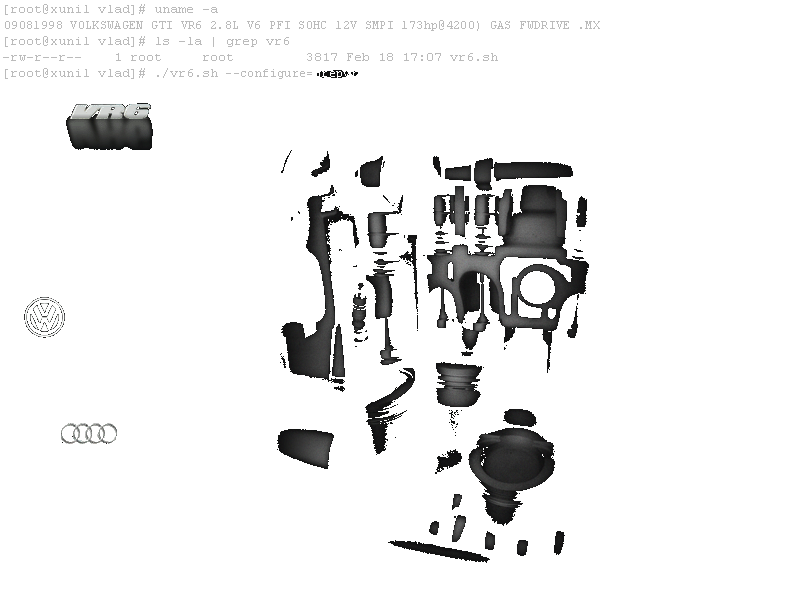 [root@xunil vlad]# uname -a
09081998 VOLKSWAGEN GTI VR6 2.8L V6 PFI SOHC 12V SMPI 173hp@4200) GAS FWDRIVE .MX
[root@xunil vlad]# ls -la | grep vr6
-rw-r--r-- 1 root root 3817 Feb 18 17:07 vr6.sh
[root@xunil vlad]# ./vr6.sh --configure=
VR6